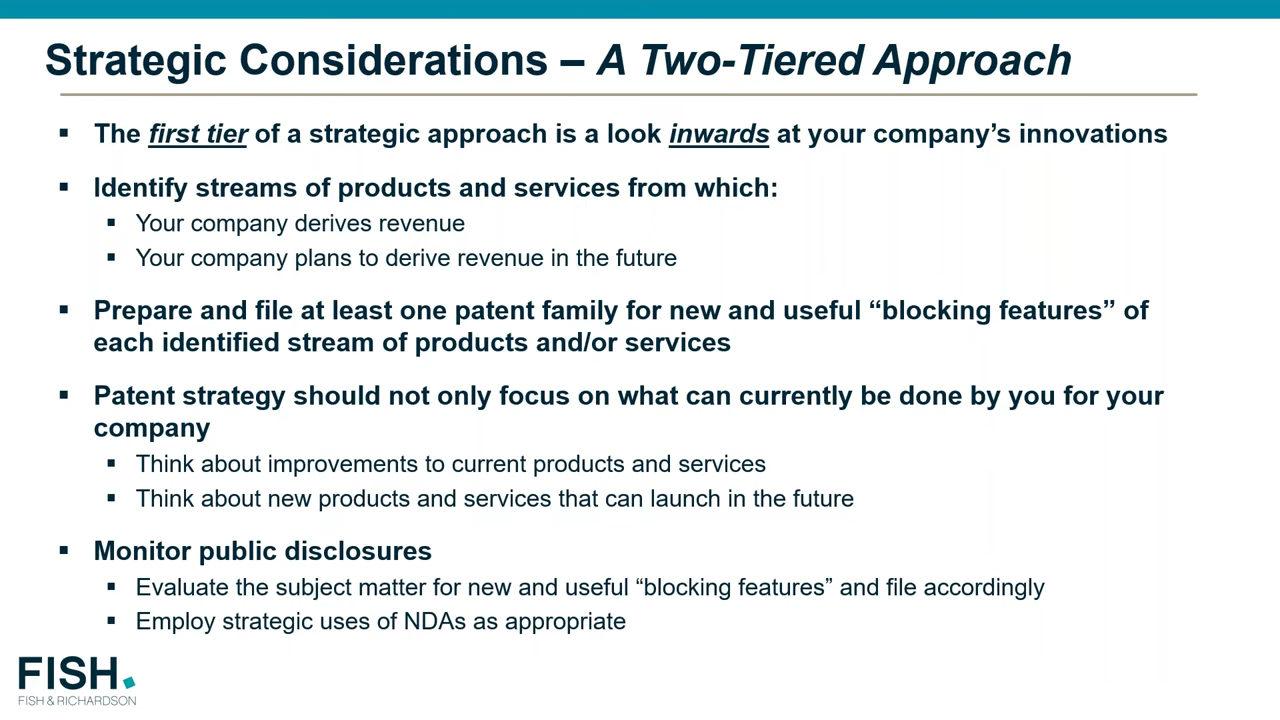 Strategic Considerations – A Two-Tiered Approach
▪ The first tier of a strategic approach is a look inwards at your company’s innovations
▪ Identify streams of products and services from which:
▪ Your company derives revenue
▪ Your company plans to derive revenue in the future
▪ Prepare and file at least one patent family for new and useful “blocking features” of
each identified stream of products and/or services
▪ Patent strategy should not only focus on what can currently be done by you for your
company
▪ Think about improvements to current products and services
▪ Think about new products and services that can launch in the future
▪ Monitor public disclosures
▪ Evaluate the subject matter for new and useful “blocking features” and file accordingly
▪ Employ strategic uses of NDAs as appropriate
FISH.
FISH & RICHARDSON